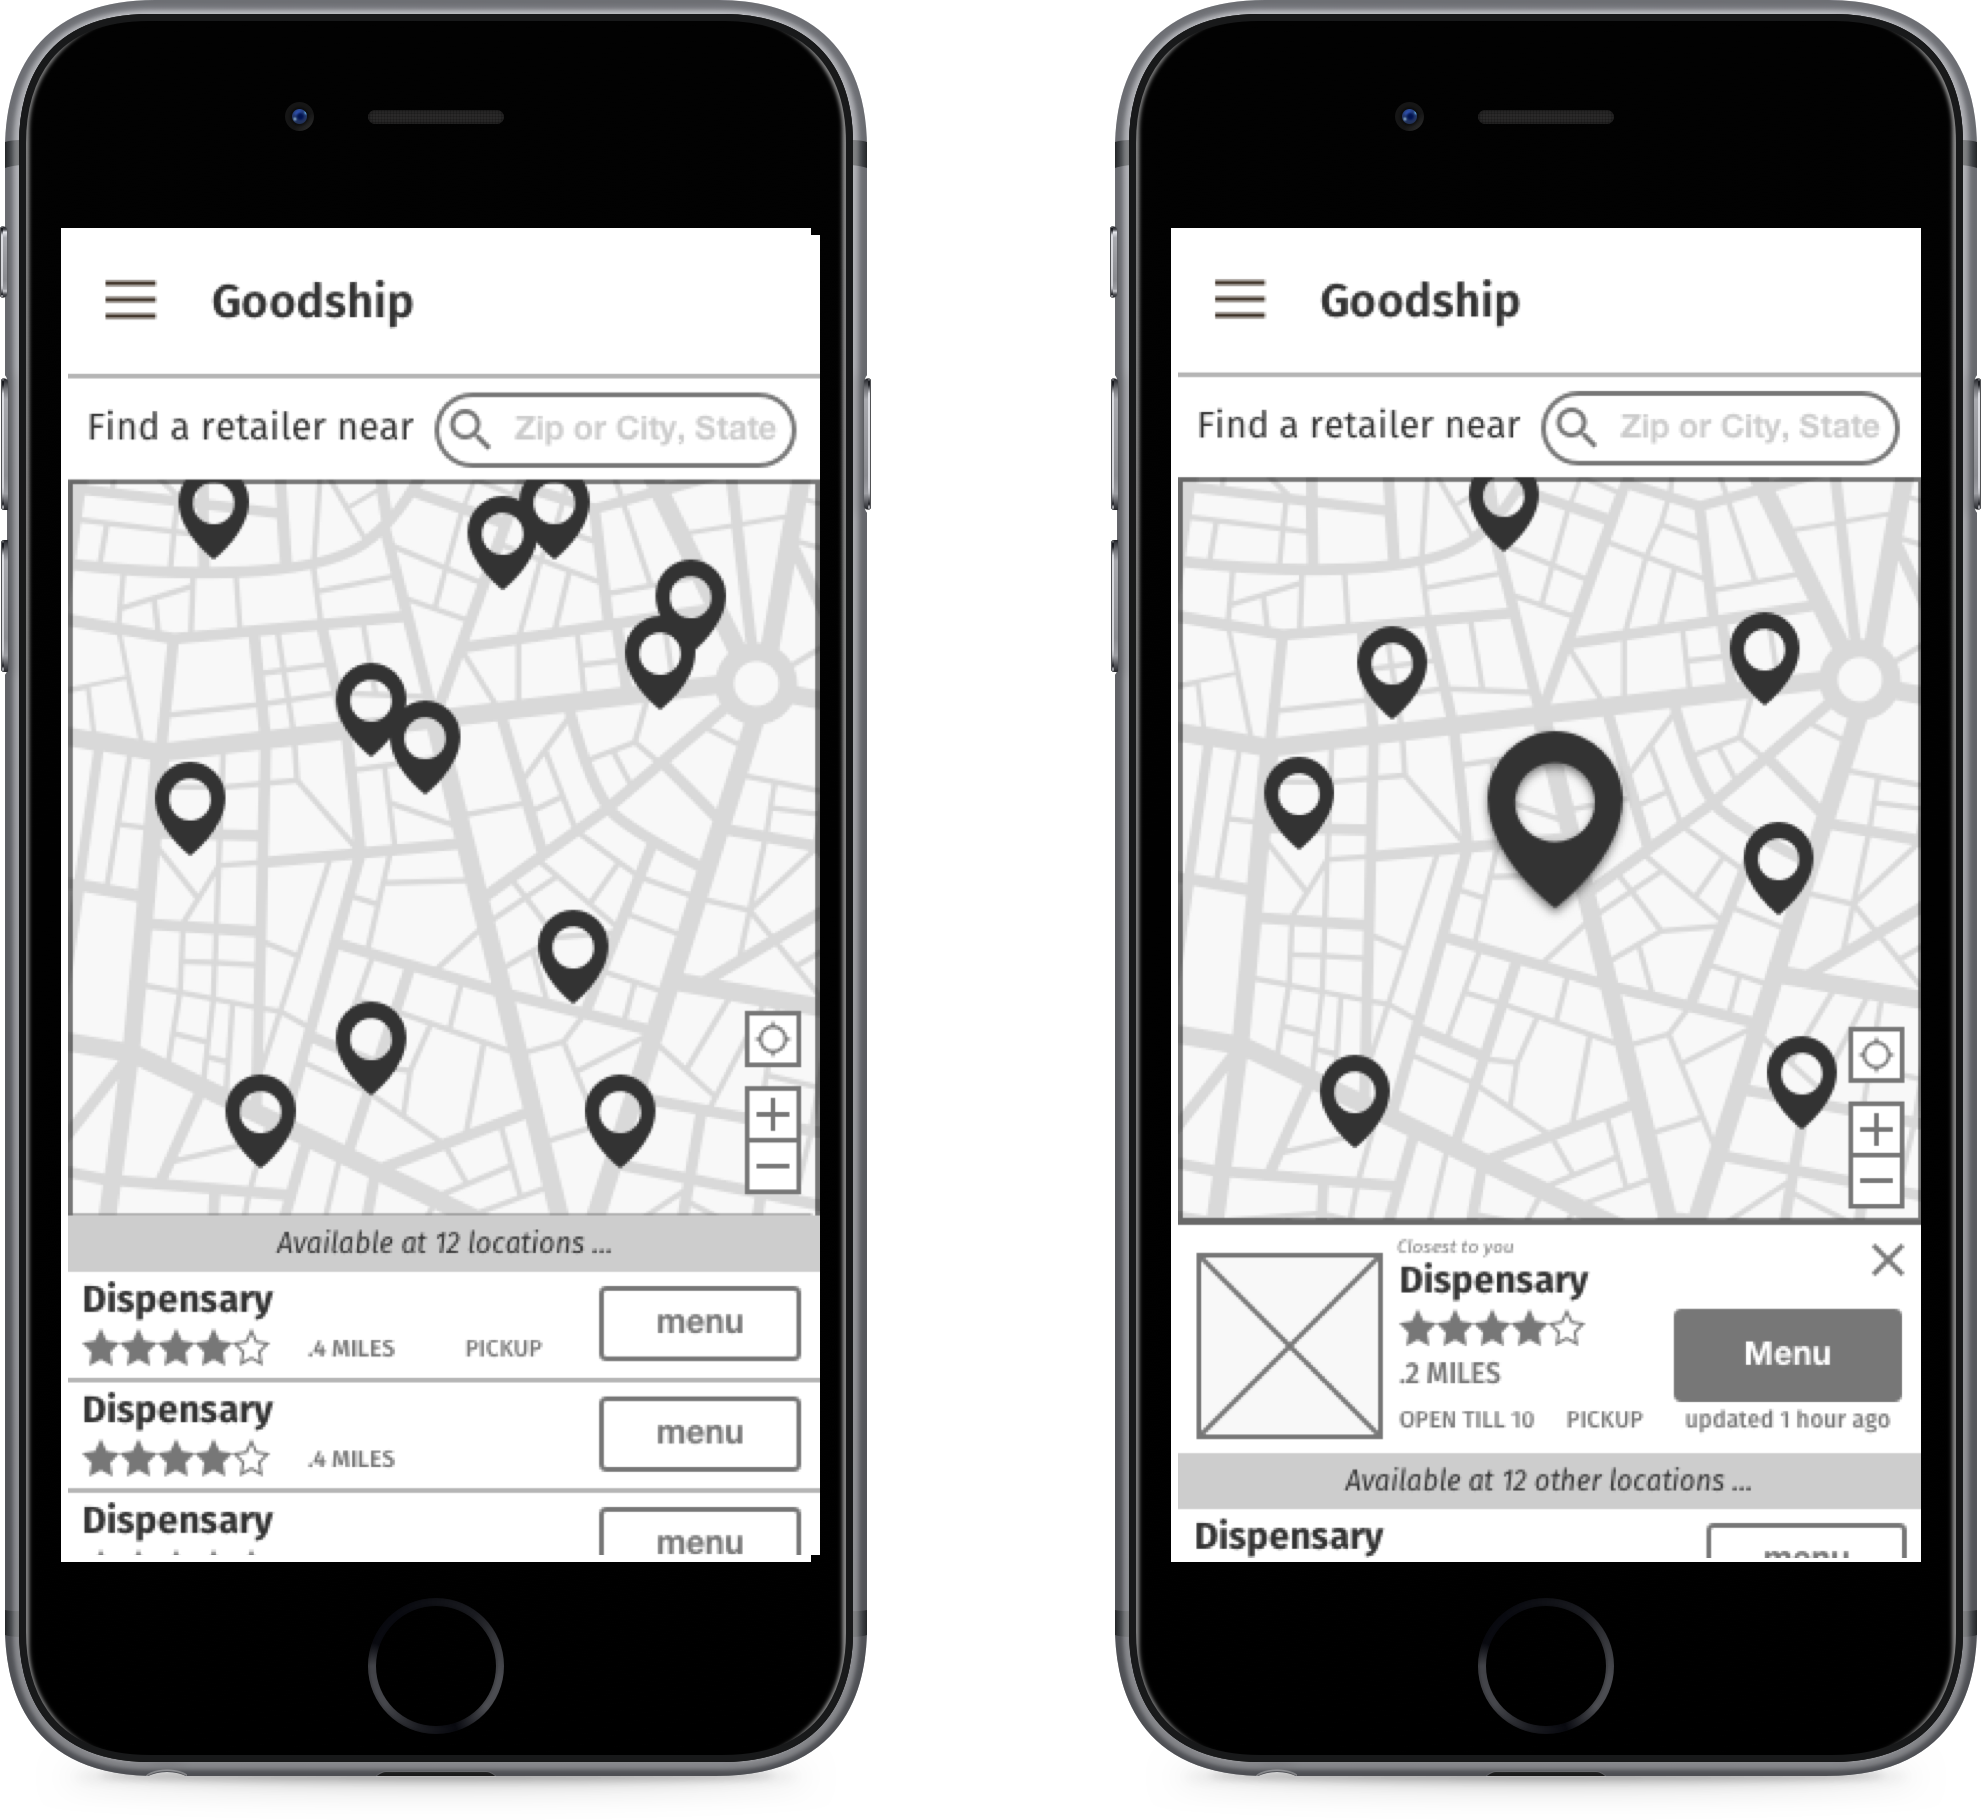 Goodship
Find a retailer near Zip or City, State
Available at 12 locations ...
Dispensary
.4 MILES PICKUP menu
Dispensary
.4 MILES menu
Dispensary menu
Goodship
Find a retailer near Zip or City, State
Closest to you
Dispensary
.2 MILES Menu
OPEN TILL 10 PICKUP updated 1 hour ago
Available at 12 other locations ...
Dispensary menu